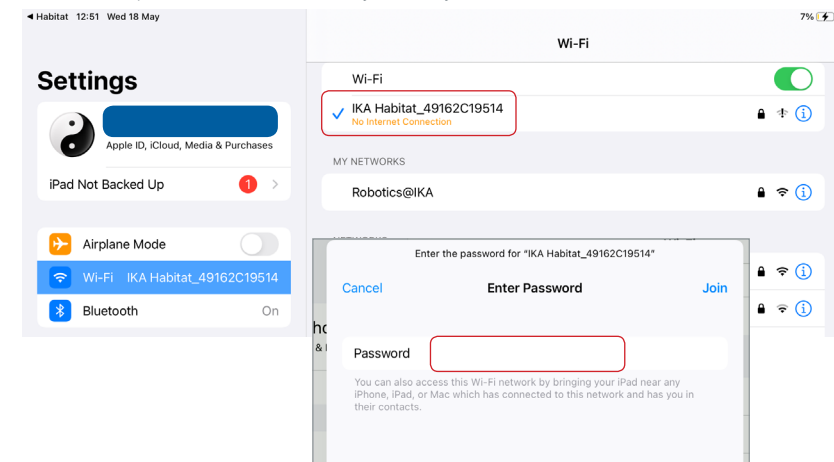 Habitat 12:51 Wed 18 May
7%
Settings
Apple ID, iCloud, Media & Purchases
iPad Not Backed Up 1
Airplane Mode
Wi-Fi IKA Habitat_49162C19514
Bluetooth On
Wi-Fi
Wi-Fi
IKA Habitat_49162C19514
No Internet Connection
MY NETWORKS
Robotics@IKA
Enter the password for “IKA Habitat_49162C19514”
Cancel Enter Password Join
Password
You can also access this Wi-Fi network by bringing your iPad near any
iPhone, iPad, or Mac which has connected to this network and has you in
their contacts.